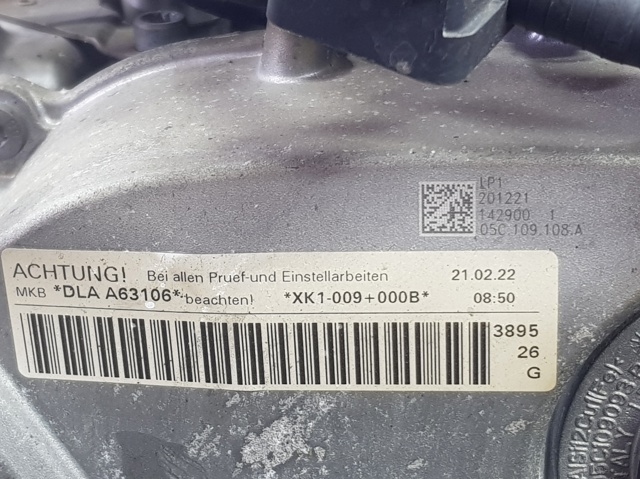 LP1
201221
142900 1
05C.109.108.A
ACHTUNG! Bei allen Pruef-und Einstellarbeiten 21.02.22
MKB *DLA A63106* beachten! *XK1-009+000B* 08:50
3895
26
G
ITALY